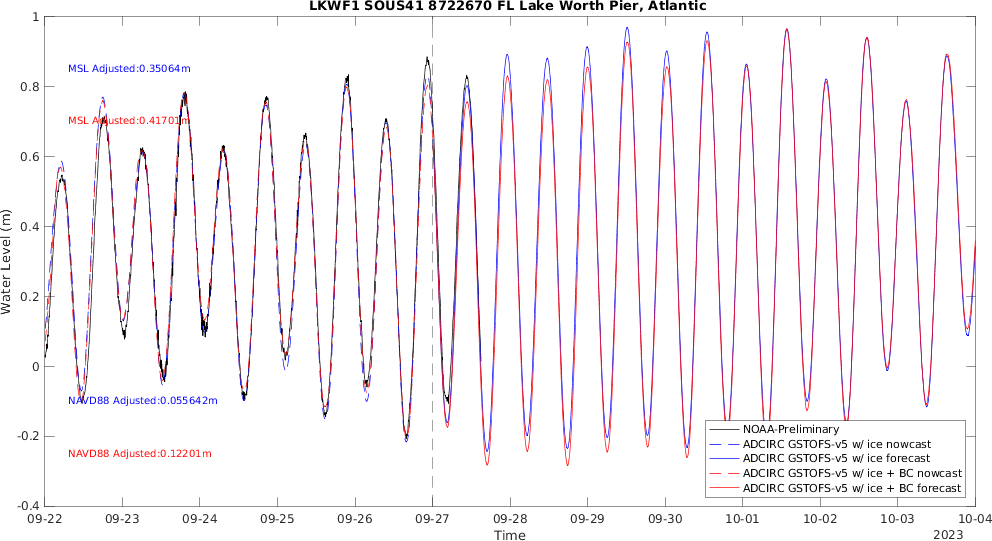 LKWF1 SOUS41 8722670 FL Lake Worth Pier, Atlantic
1
0.8
0.6
0.4
0.2
0
-0.2
-0.4
Water Level (m)
MSL Adjusted:0.35064m
MSL Adjusted:0.41701m
NAVD88 Adjusted:0.055642m
NAVD88 Adjusted:0.12201m
NOAA-Preliminary
ADCIRC GSTOFS-v5 w/ ice nowcast
ADCIRC GSTOFS-v5 w/ ice forecast
ADCIRC GSTOFS-v5 w/ ice + BC nowcast
ADCIRC GSTOFS-v5 w/ ice + BC forecast
09-22 09-23 09-24 09-25 09-26 09-27 09-28 09-29 09-30 10-01 10-02 10-03 10-04
Time
2023